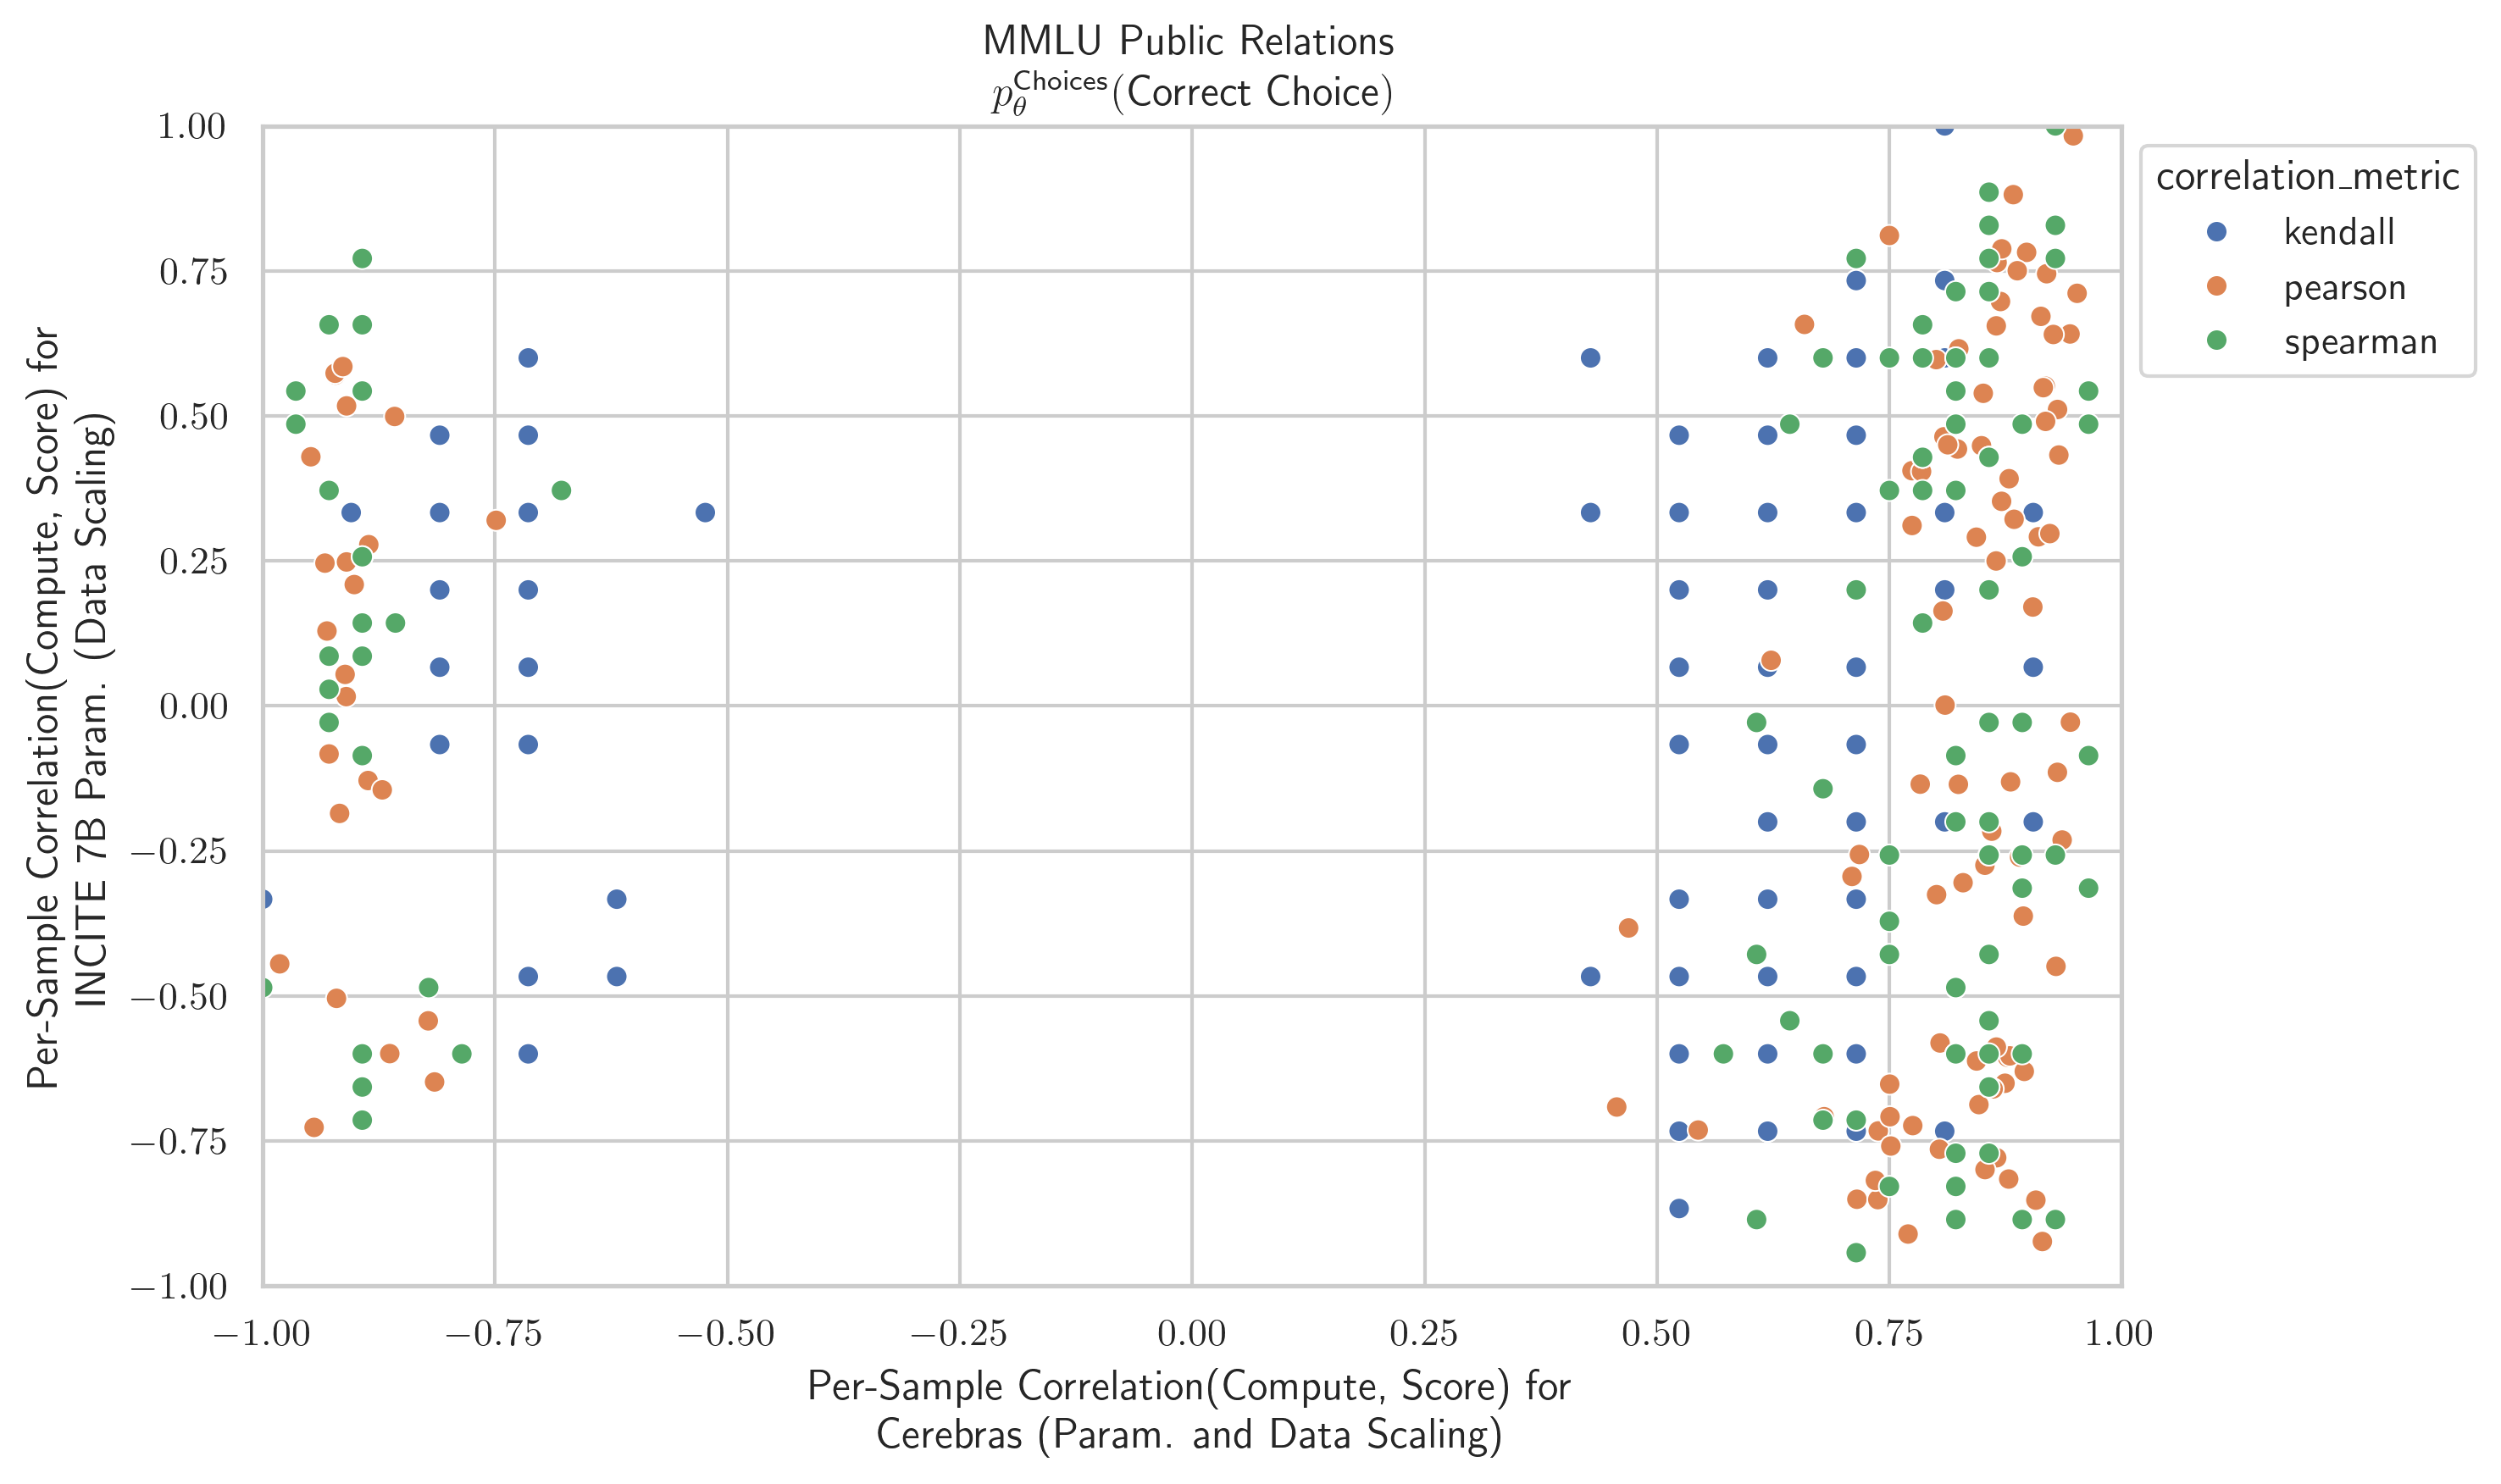 MMLU Public Relations
p_θ^Choices(Correct Choice)
1.00
0.75
0.50
0.25
0.00
−0.25
−0.50
−0.75
−1.00
Per-Sample Correlation(Compute, Score) for
INCITE 7B Param. (Data Scaling)
correlation_metric
kendall
pearson
spearman
−1.00 −0.75 −0.50 −0.25 0.00 0.25 0.50 0.75 1.00
Per-Sample Correlation(Compute, Score) for
Cerebras (Param. and Data Scaling)